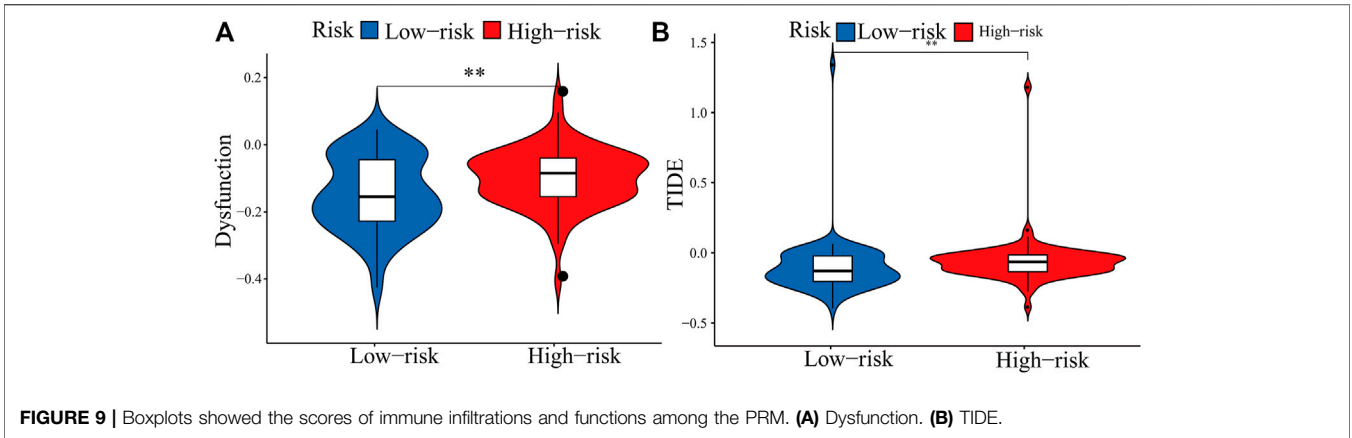 A
Risk Low−risk High−risk
**
Dysfunction
0.2
0.0
−0.2
−0.4
Low−risk
High−risk
B
Risk Low−risk High−risk
**
TIDE
1.5
1.0
0.5
0.0
−0.5
Low−risk
High−risk
FIGURE 9 | Boxplots showed the scores of immune infiltrations and functions among the PRM. (A) Dysfunction. (B) TIDE.